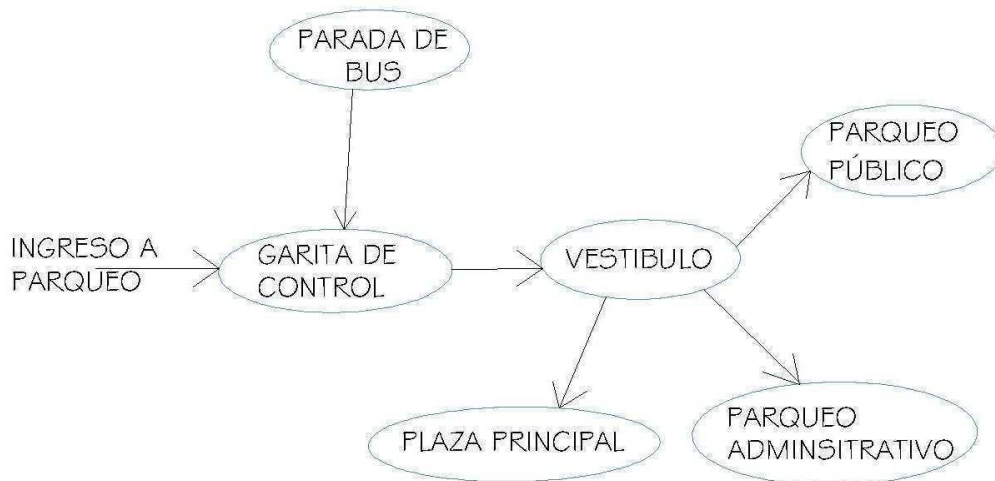 PARADA DE
BUS
PARQUEO
PÚBLICO
INGRESO A
PARQUEO
GARITA DE
CONTROL
VESTIBULO
PLAZA PRINCIPAL
PARQUEO
ADMINSITRATIVO